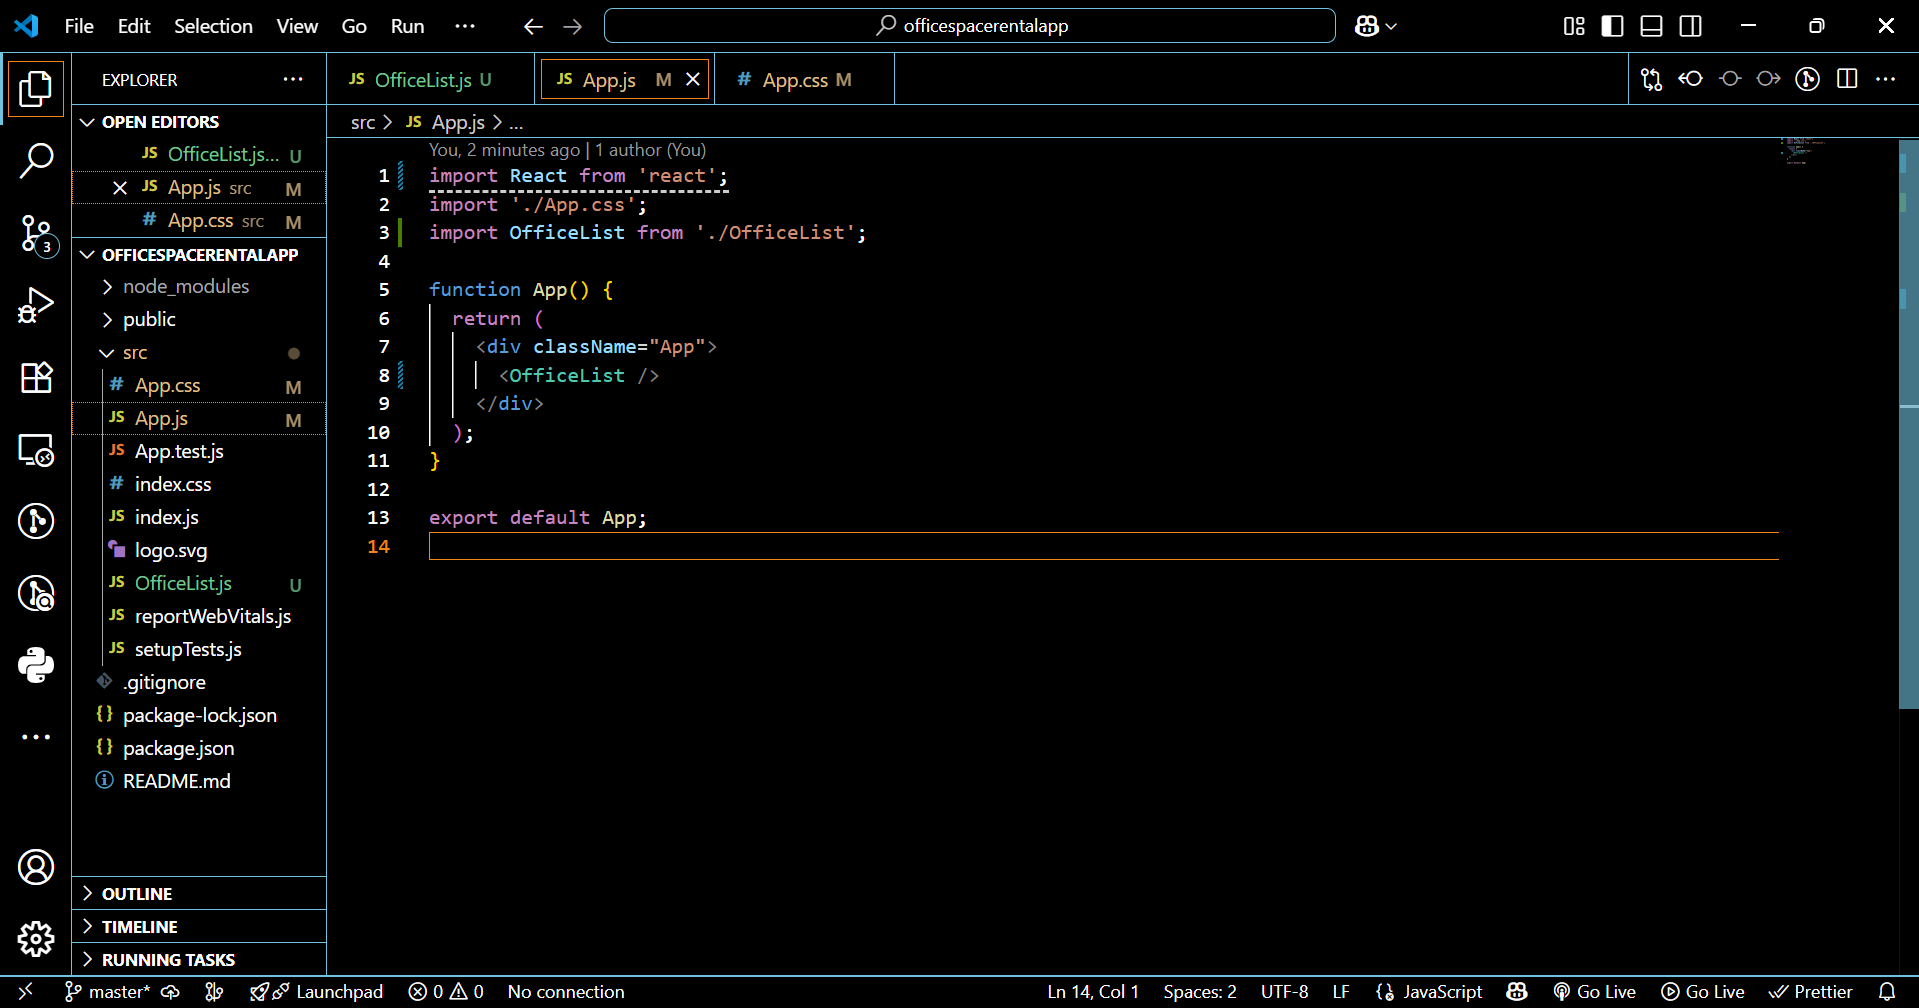 File Edit Selection View Go Run ··· officespacerentalapp
EXPLORER ···
OPEN EDITORS
JS OfficeList.js... U
JS App.js src M
# App.css src M
OFFICESPACERENTALAPP
node_modules
public
src
# App.css M
JS App.js M
JS App.test.js
# index.css
JS index.js
logo.svg
JS OfficeList.js U
JS reportWebVitals.js
JS setupTests.js
.gitignore
{} package-lock.json
{} package.json
README.md
OUTLINE
TIMELINE
RUNNING TASKS
3
JS OfficeList.js U JS App.js M # App.css M
src > JS App.js > ...
You, 2 minutes ago | 1 author (You)
1 import React from 'react';
2 import './App.css';
3 import OfficeList from './OfficeList';
4
5 function App() {
6 return (
7 <div className="App">
8 <OfficeList />
9 </div>
10 );
11 }
12
13 export default App;
14
master* Launchpad 0 0 No connection Ln 14, Col 1 Spaces: 2 UTF-8 LF JavaScript Go Live Go Live Prettier